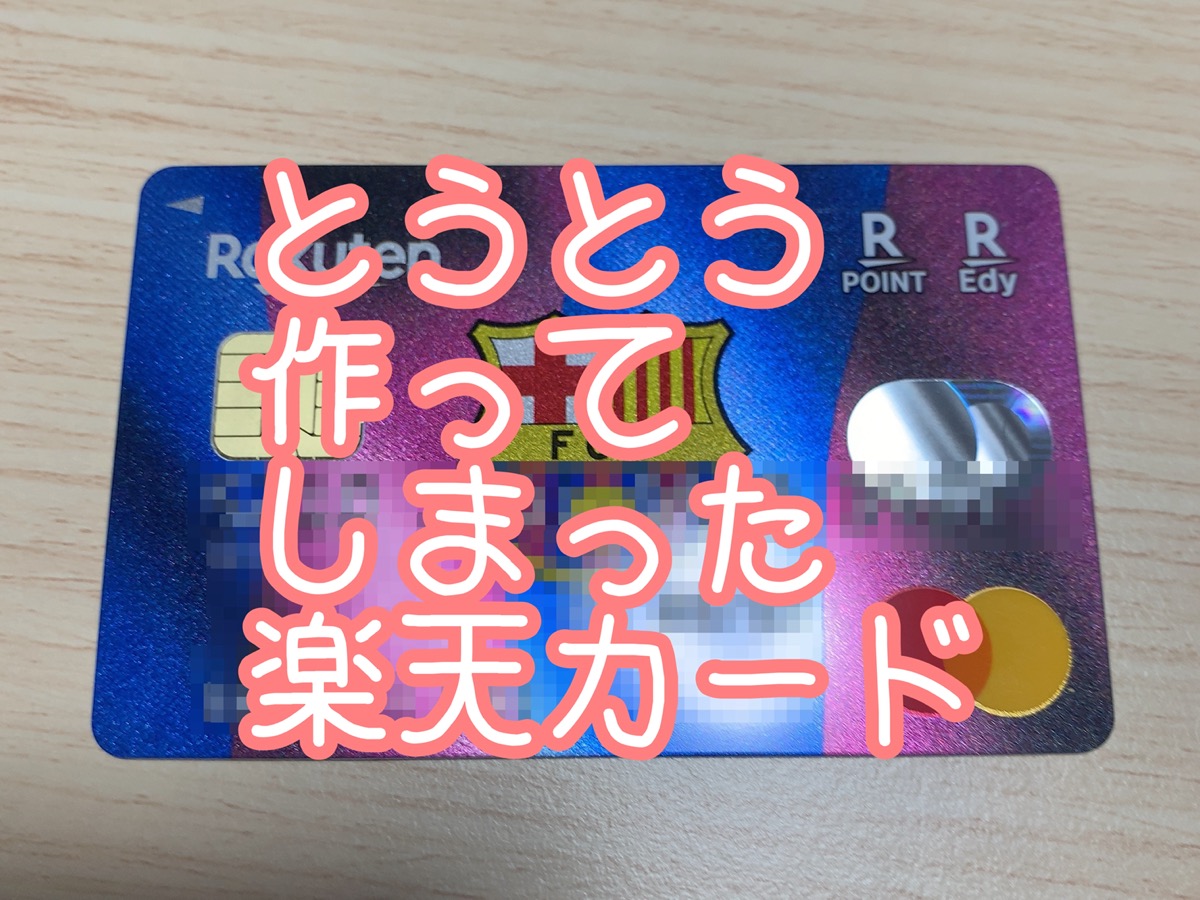 とうとう
作って
しまった
楽天カード
Rakuten
R
POINT
R
Edy
F